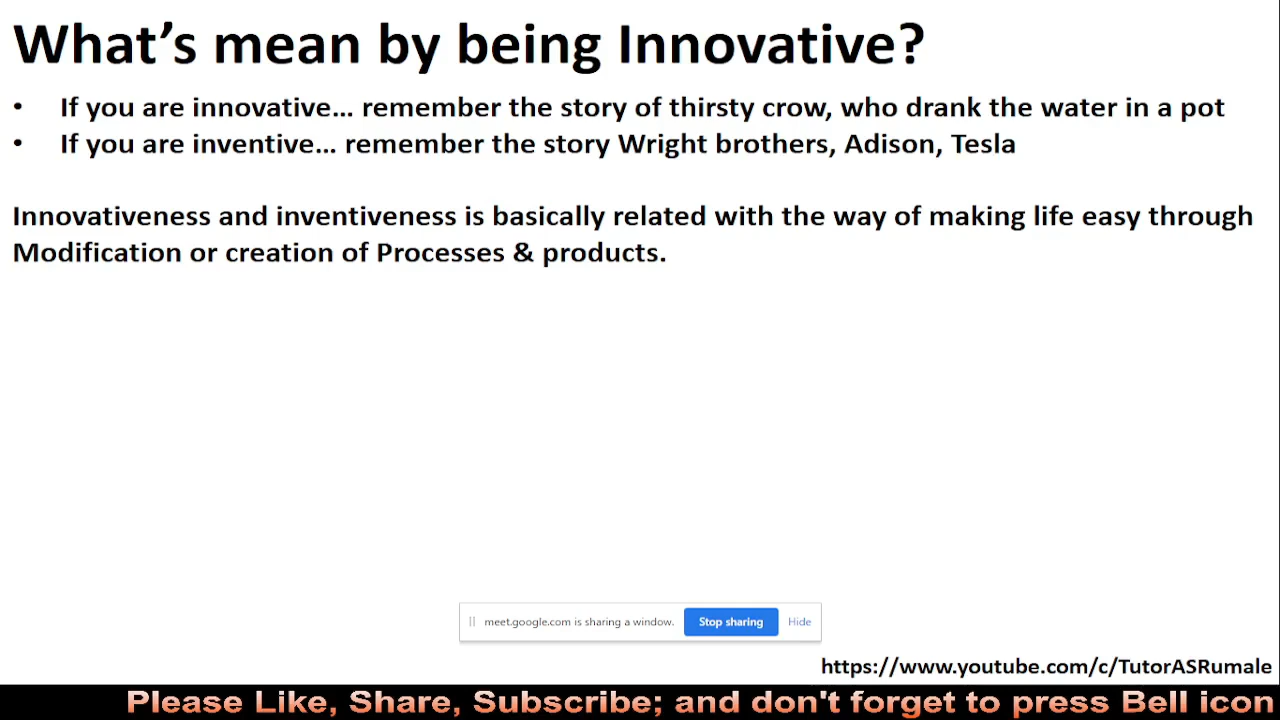 What's mean by being Innovative?
• If you are innovative… remember the story of thirsty crow, who drank the water in a pot
• If you are inventive… remember the story Wright brothers, Adison, Tesla
Innovativeness and inventiveness is basically related with the way of making life easy through
Modification or creation of Processes & products.
meet.google.com is sharing a window. Stop sharing Hide
https://www.youtube.com/c/TutorASRumale
Please Like, Share, Subscribe; and don't forget to press Bell icon